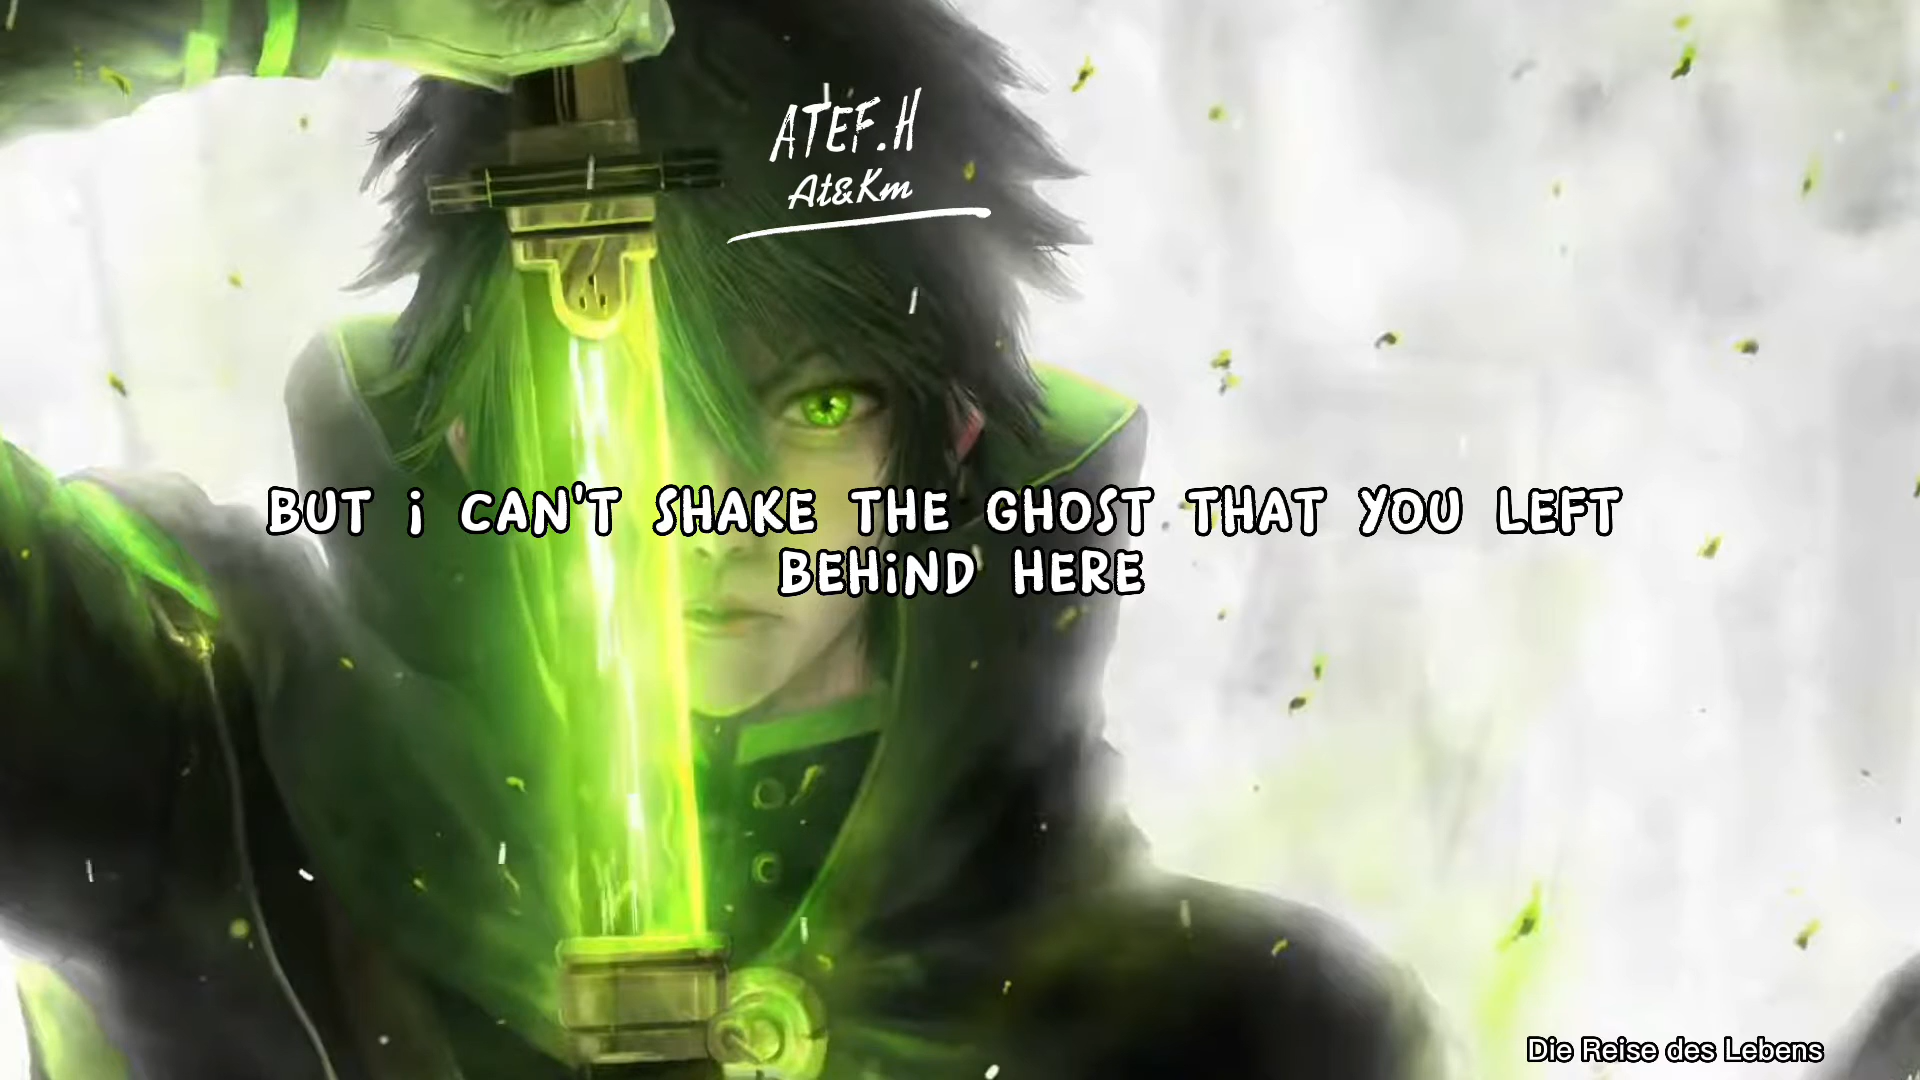 ATEF.H
At&Km
BUT i CAN'T SHAKE THE GHOST THAT YOU LEFT
BEHiND HERE
Die Reise des Lebens